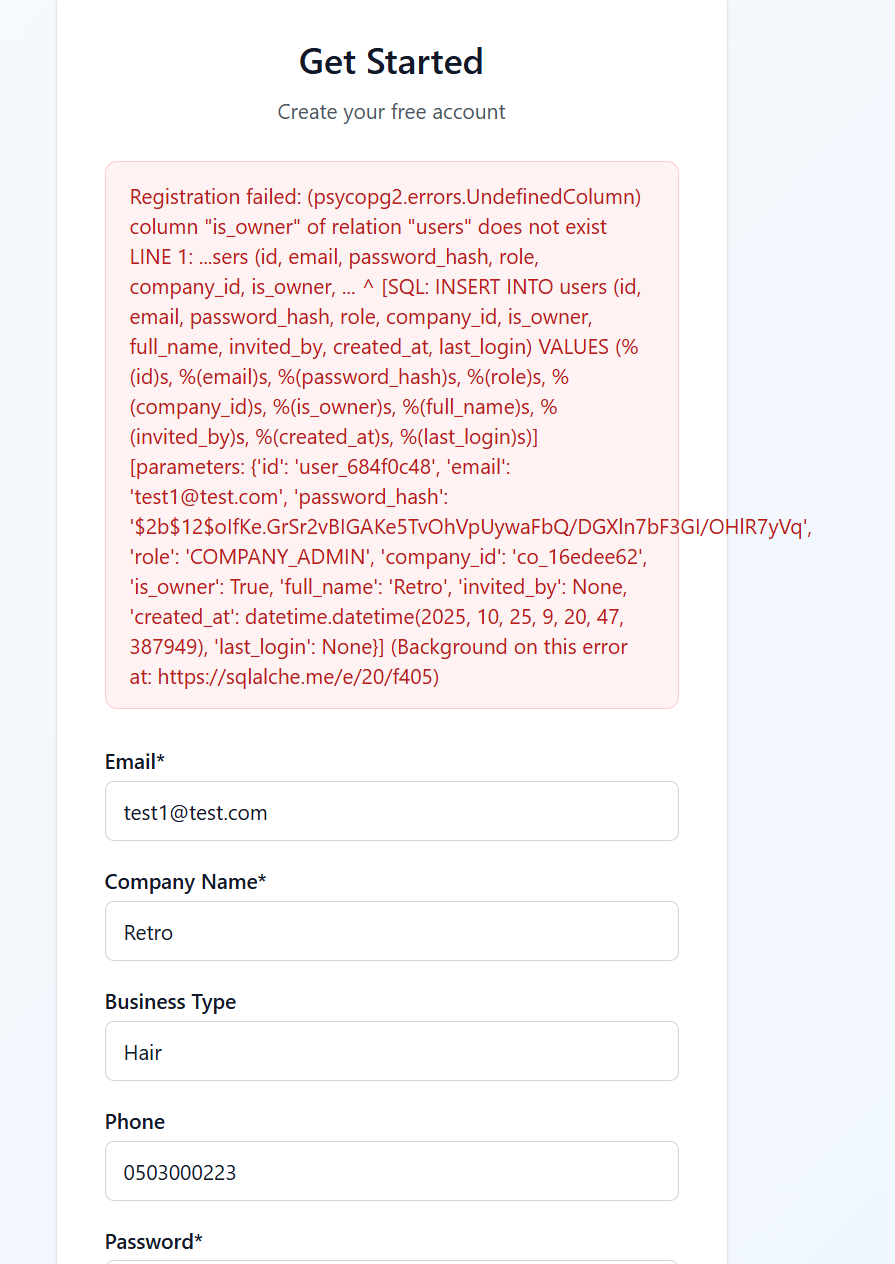 Get Started
Create your free account
Registration failed: (psycopg2.errors.UndefinedColumn)
column "is_owner" of relation "users" does not exist
LINE 1: ...sers (id, email, password_hash, role,
company_id, is_owner, ... ^ [SQL: INSERT INTO users (id,
email, password_hash, role, company_id, is_owner,
full_name, invited_by, created_at, last_login) VALUES (%
(id)s, %(email)s, %(password_hash)s, %(role)s, %
(company_id)s, %(is_owner)s, %(full_name)s, %
(invited_by)s, %(created_at)s, %(last_login)s)]
[parameters: {'id': 'user_684f0c48', 'email':
'test1@test.com', 'password_hash':
'$2b$12$oIfKe.GrSr2vBIGAKe5TvOhVpUywaFbQ/DGXln7bF3GI/OHlR7yVq',
'role': 'COMPANY_ADMIN', 'company_id': 'co_16edee62',
'is_owner': True, 'full_name': 'Retro', 'invited_by': None,
'created_at': datetime.datetime(2025, 10, 25, 9, 20, 47,
387949), 'last_login': None}] (Background on this error
at: https://sqlalche.me/e/20/f405)
Email*
test1@test.com
Company Name*
Retro
Business Type
Hair
Phone
0503000223
Password*